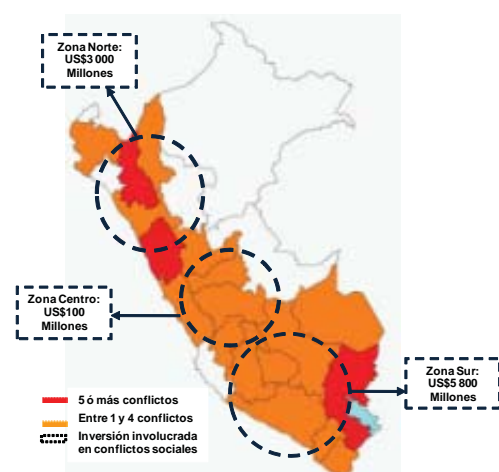 Zona Norte:
US$3 000
Millones
Zona Centro:
US$100
Millones
Zona Sur:
US$5 800
Millones
5 ó más conflictos
Entre 1 y 4 conflictos
Inversión involucrada
en conflictos sociales